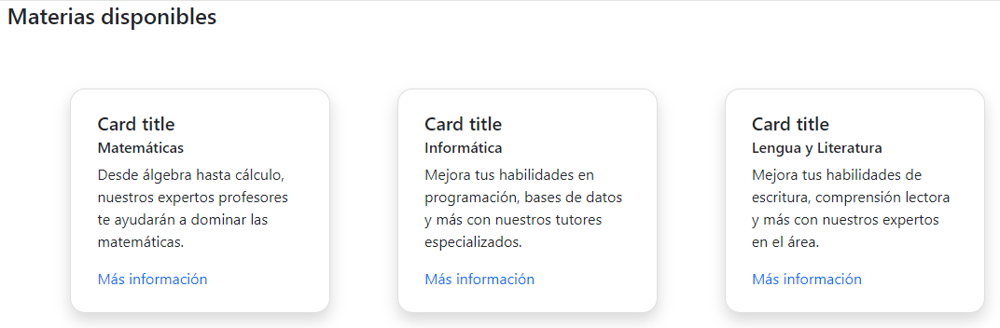 Materias disponibles
Card title
Matemáticas
Desde álgebra hasta cálculo,
nuestros expertos profesores
te ayudarán a dominar las
matemáticas.
Más información
Card title
Informática
Mejora tus habilidades en
programación, bases de datos
y más con nuestros tutores
especializados.
Más información
Card title
Lengua y Literatura
Mejora tus habilidades de
escritura, comprensión lectora
y más con nuestros expertos
en el área.
Más información